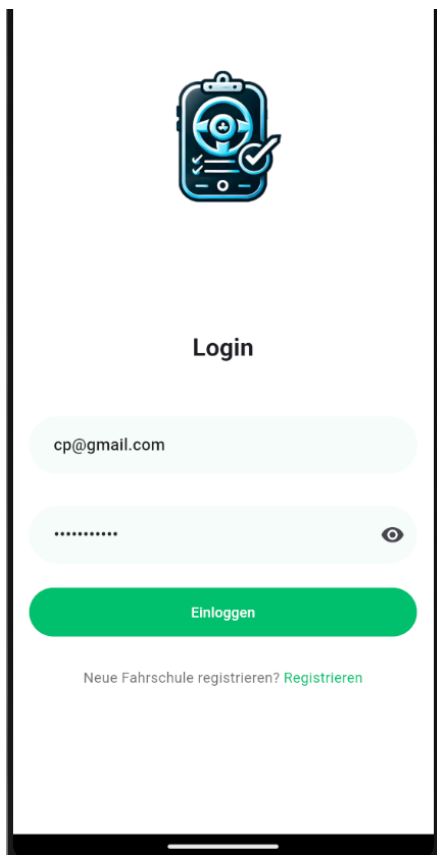 Login
cp@gmail.com
•••••••••••
Einloggen
Neue Fahrschule registrieren? Registrieren